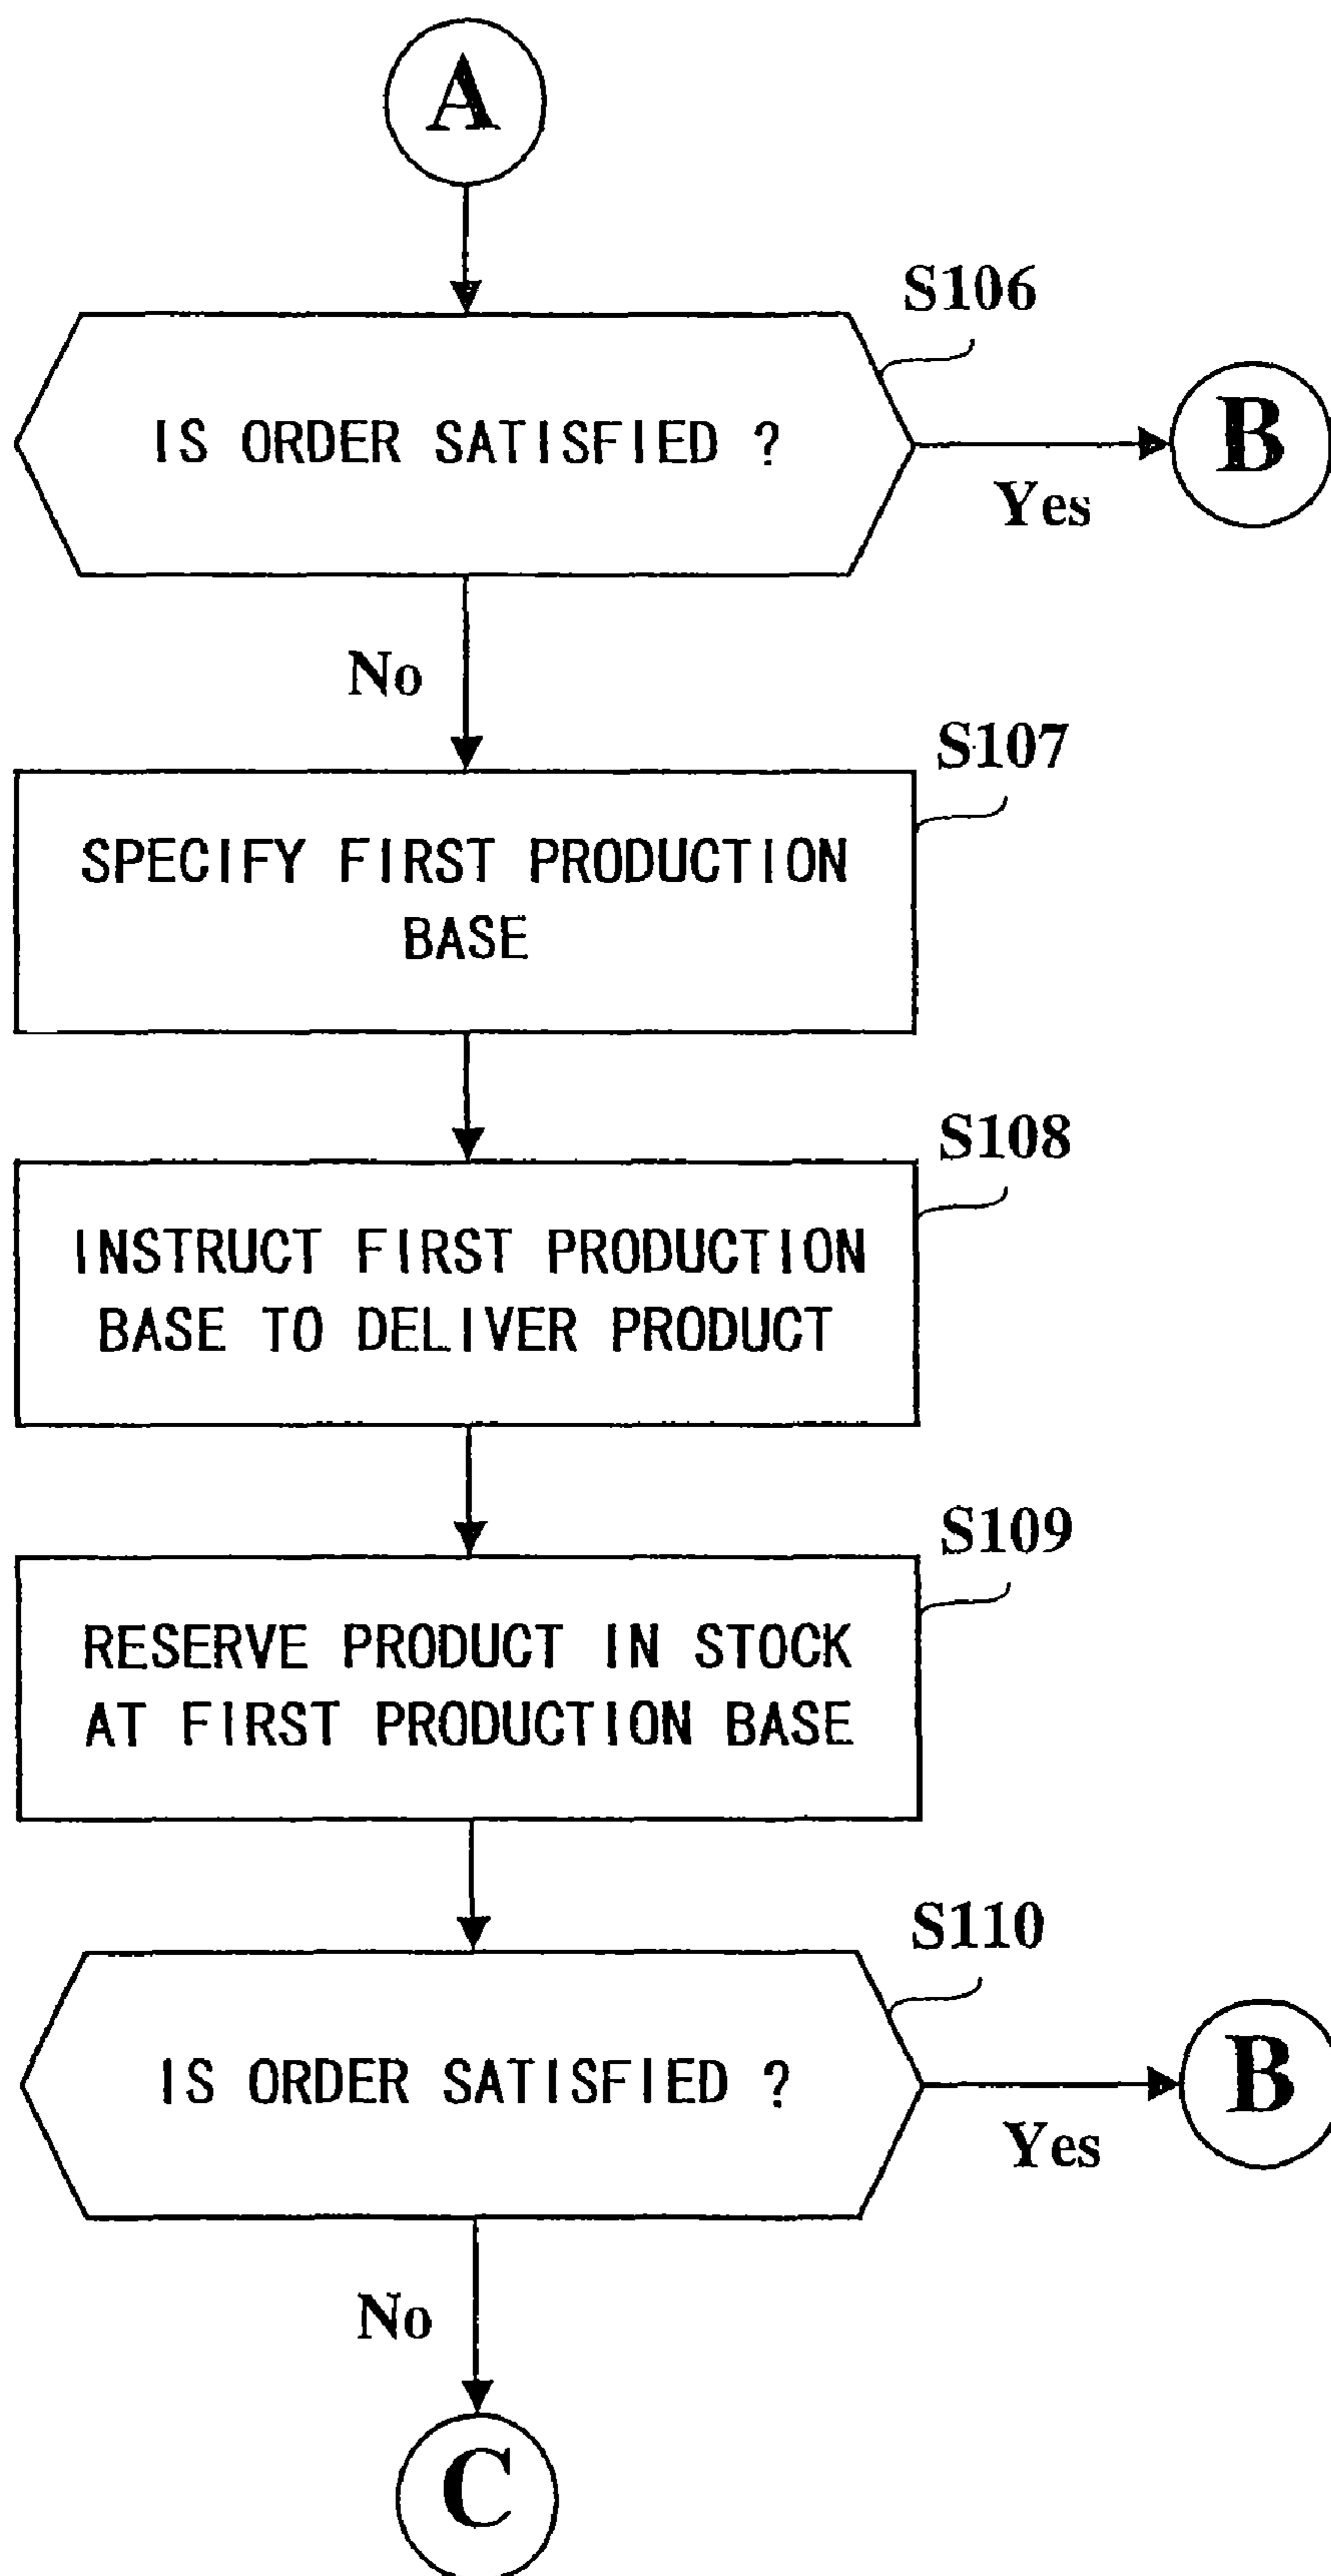 A
S106
IS ORDER SATISFIED ?
B
Yes
No
S107
SPECIFY FIRST PRODUCTION
BASE
S108
INSTRUCT FIRST PRODUCTION
BASE TO DELIVER PRODUCT
S109
RESERVE PRODUCT IN STOCK
AT FIRST PRODUCTION BASE
S110
IS ORDER SATISFIED ?
B
Yes
No
C